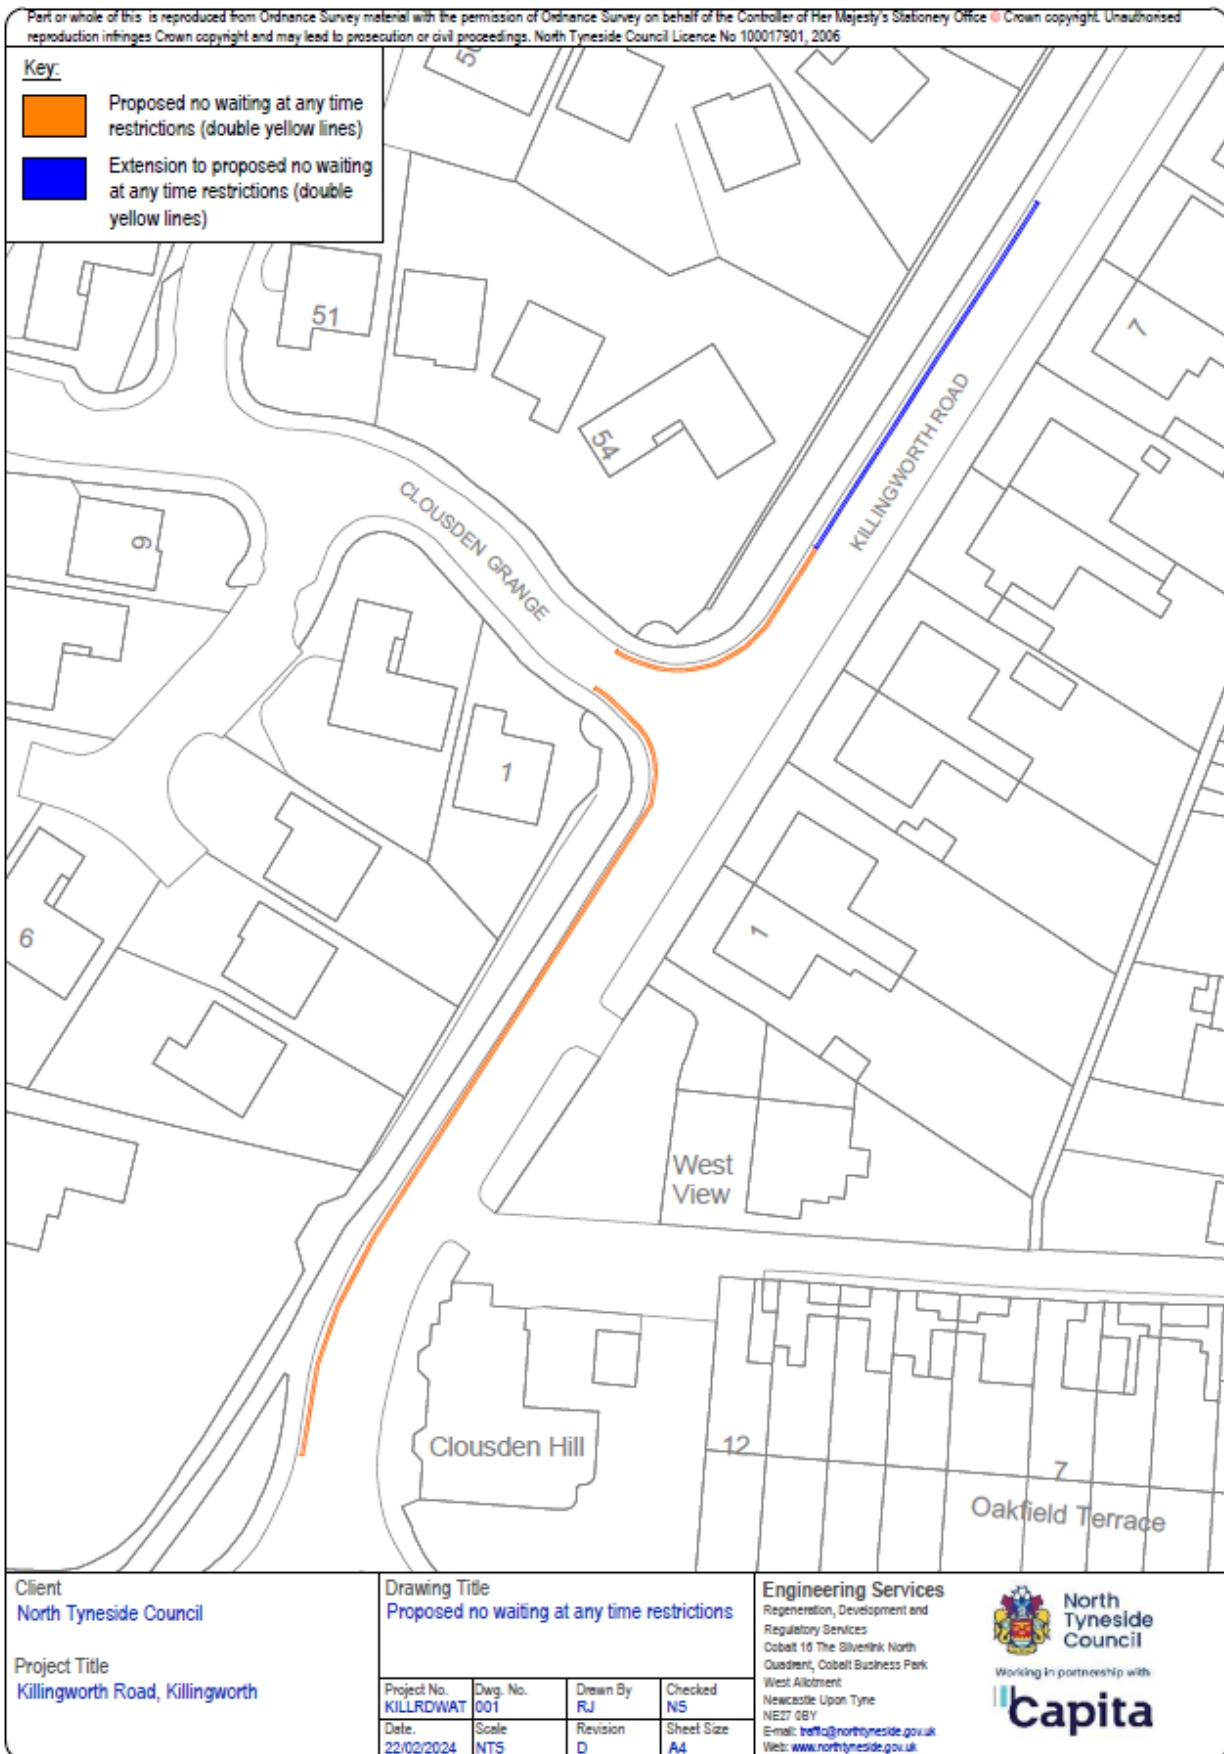 Part or whole of this is reproduced from Ordnance Survey material with the permission of Ordnance Survey on behalf of the Controller of Her Majesty's Stationery Office © Crown copyright. Unauthorised
reproduction infringes Crown copyright and may lead to prosecution or civil proceedings. North Tyneside Council Licence No 100017901, 2006
Key:
Proposed no waiting at any time
restrictions (double yellow lines)
Extension to proposed no waiting
at any time restrictions (double
yellow lines)
51
54
7
KILLINGWORTH ROAD
CLOUSDEN GRANGE
9
1
6
1
West
View
Clousden Hill
12
7
Oakfield Terrace
Client
North Tyneside Council
Project Title
Killingworth Road, Killingworth
Drawing Title
Proposed no waiting at any time restrictions
Project No.
KILLRDWAT
Dwg. No.
001
Drawn By
RJ
Checked
NS
Date.
22/02/2024
Scale
NTS
Revision
D
Sheet Size
A4
Engineering Services
Regeneration, Development and
Regulatory Services
Cobalt 16 The Silverlink North
Quadrant, Cobalt Business Park
West Allotment
Newcastle Upon Tyne
NE27 0BY
E-mail: traffic@northtyneside.gov.uk
Web: www.northtyneside.gov.uk
North
Tyneside
Council
Working in partnership with
Capita